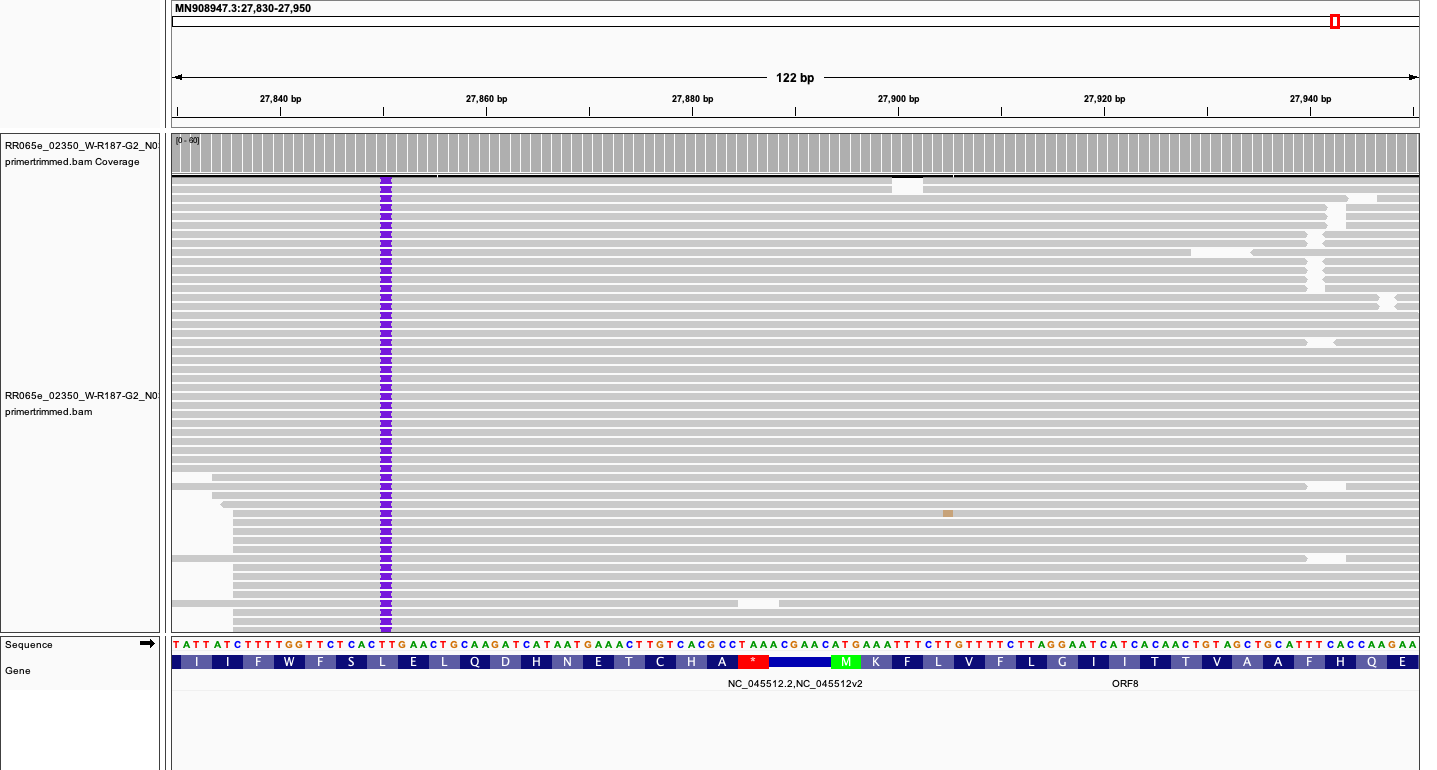 MN908947.3:27,830-27,950
122 bp
27,840 bp 27,860 bp 27,880 bp 27,900 bp 27,920 bp 27,940 bp
RR065e_02350_W-R187-G2_N0
primertrimmed.bam Coverage
[0 - 60]
RR065e_02350_W-R187-G2_N0
primertrimmed.bam
Sequence
TATTATCTTTTGGTTCTCACTTGAACTGCAAGATCATAATGAAACTTGTCACGCCTAAACGAACATGAAATTTCTTGTTTTCTTAGGAATCATCACAACTGTAGCTGCATTTCACCAAGAA
Gene
I I F W F S L E L Q D H N E T C H A * M K F L V F L G I I T T V A A F H Q E
NC_045512.2,NC_045512v2 ORF8